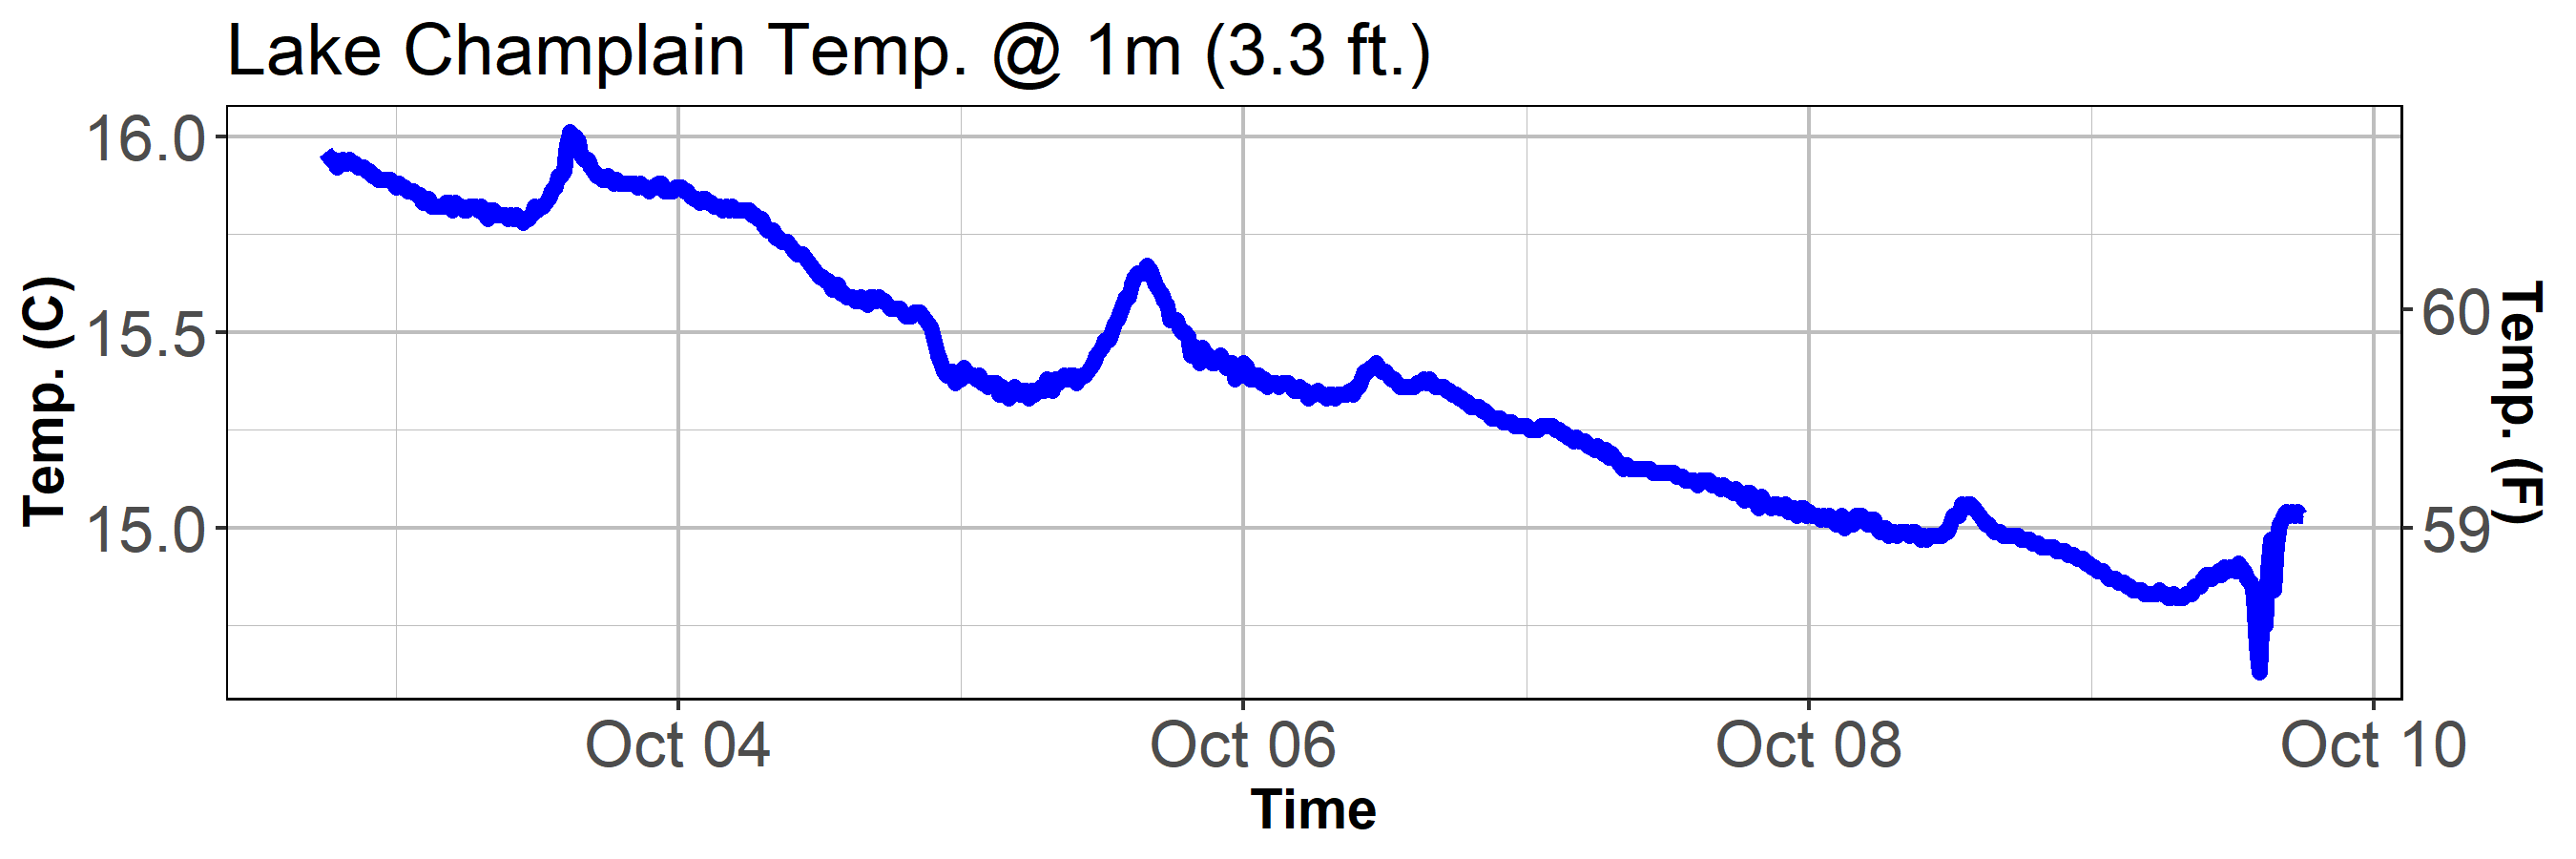 Lake Champlain Temp. @ 1m (3.3 ft.)
Temp. (C)
16.0
15.5
15.0
60
59
Temp. (F)
Oct 04
Oct 06
Oct 08
Oct 10
Time